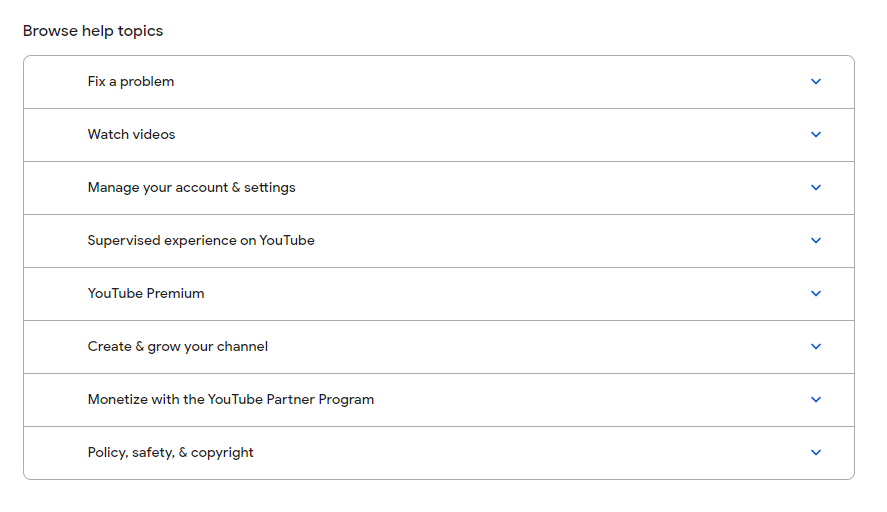 Browse help topics
Fix a problem
Watch videos
Manage your account & settings
Supervised experience on YouTube
YouTube Premium
Create & grow your channel
Monetize with the YouTube Partner Program
Policy, safety, & copyright